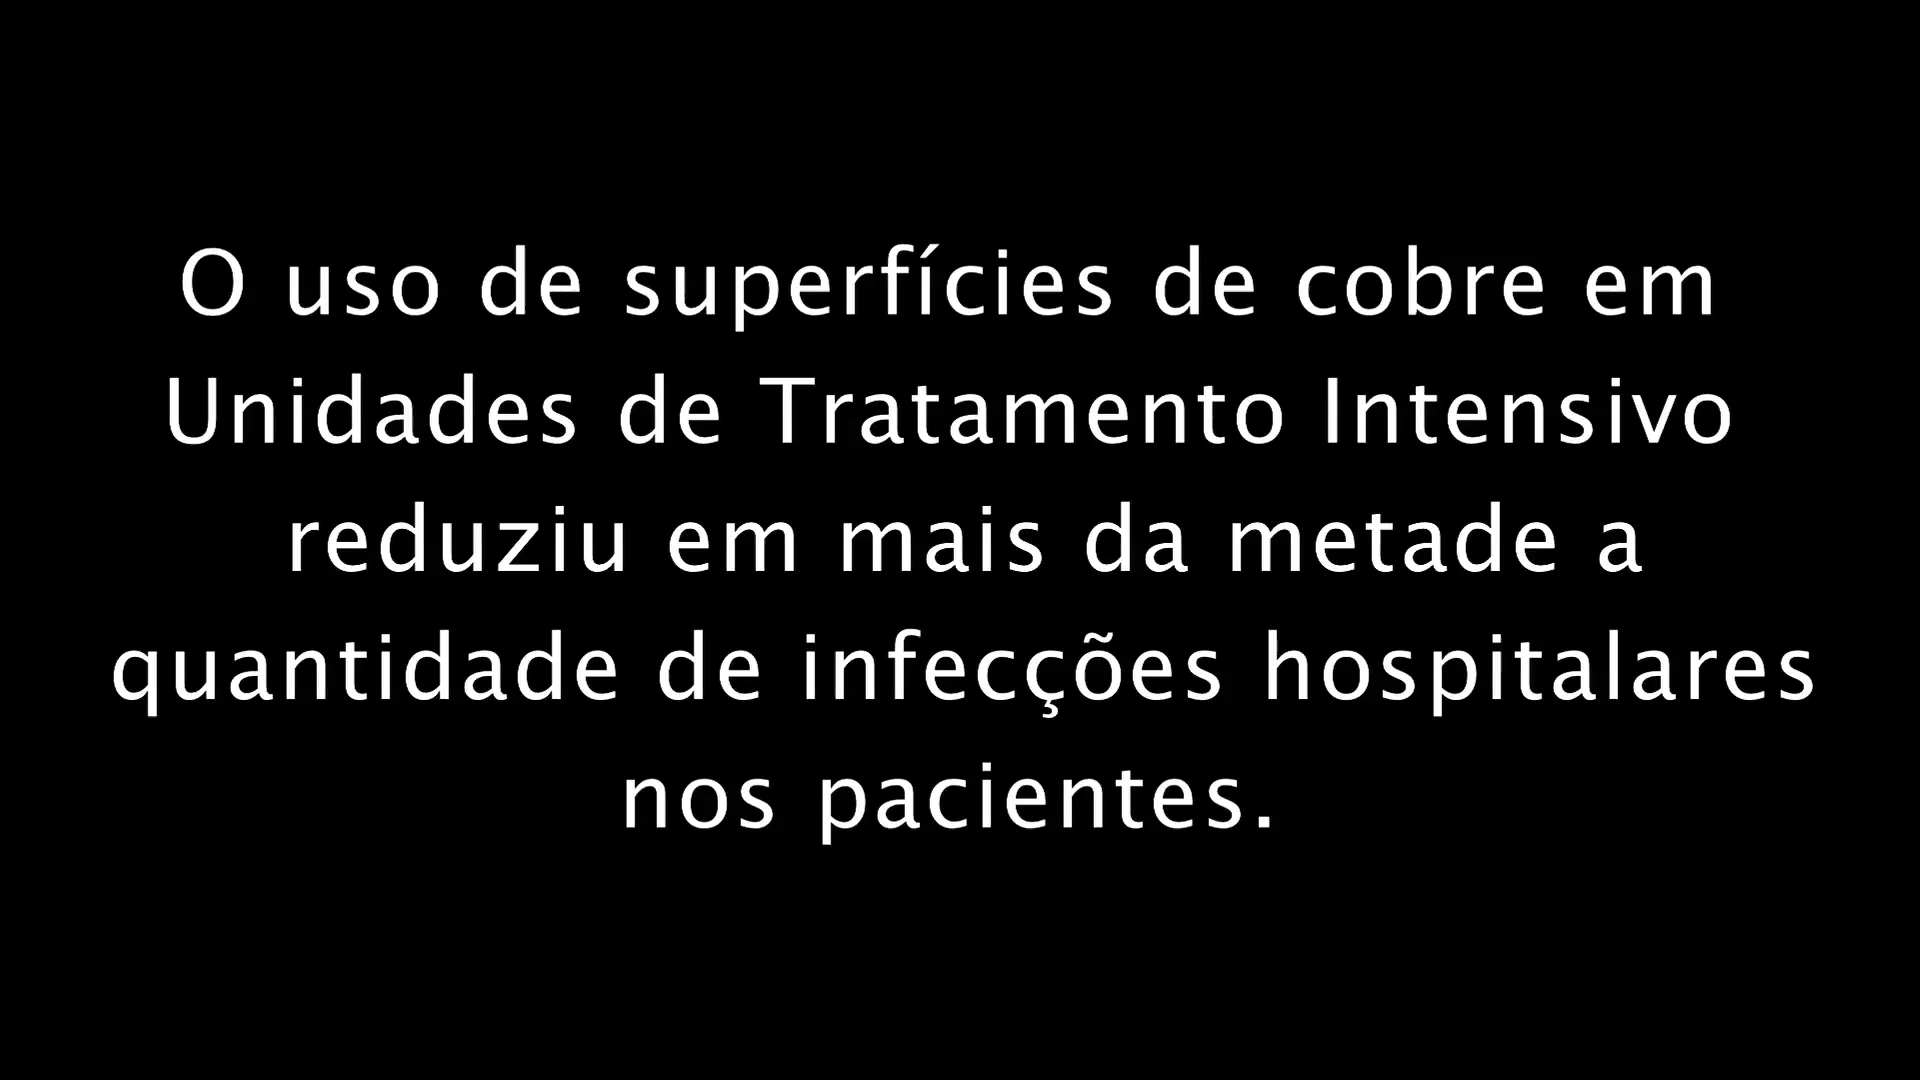 O uso de superfícies de cobre em
Unidades de Tratamento Intensivo
reduziu em mais da metade a
quantidade de infecções hospitalares
nos pacientes.